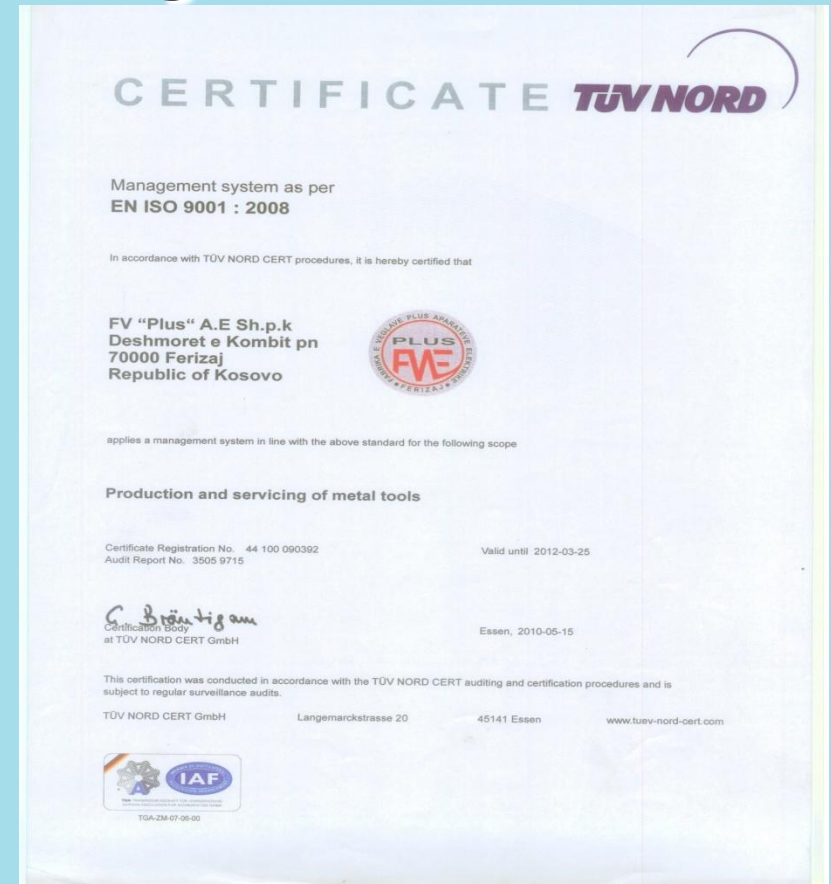 CERTIFICATE TÜV NORD
Management system as per
EN ISO 9001 : 2008
In accordance with TÜV NORD CERT procedures, it is hereby certified that
FV “Plus“ A.E Sh.p.k
Deshmoret e Kombit pn
70000 Ferizaj
Republic of Kosovo
FABRIKA E VEGLAVE PLUS APARATEVE ELEKTRIKE
PLUS
FVE
FERIZAJ
applies a management system in line with the above standard for the following scope
Production and servicing of metal tools
Certificate Registration No. 44 100 090392
Audit Report No. 3505 9715
Valid until 2012-03-25
G. Bräutigam
Certification Body
at TÜV NORD CERT GmbH
Essen, 2010-05-15
This certification was conducted in accordance with the TÜV NORD CERT auditing and certification procedures and is
subject to regular surveillance audits.
TÜV NORD CERT GmbH Langemarckstrasse 20 45141 Essen www.tuev-nord-cert.com
A
IAF
TGA-ZM-07-06-00